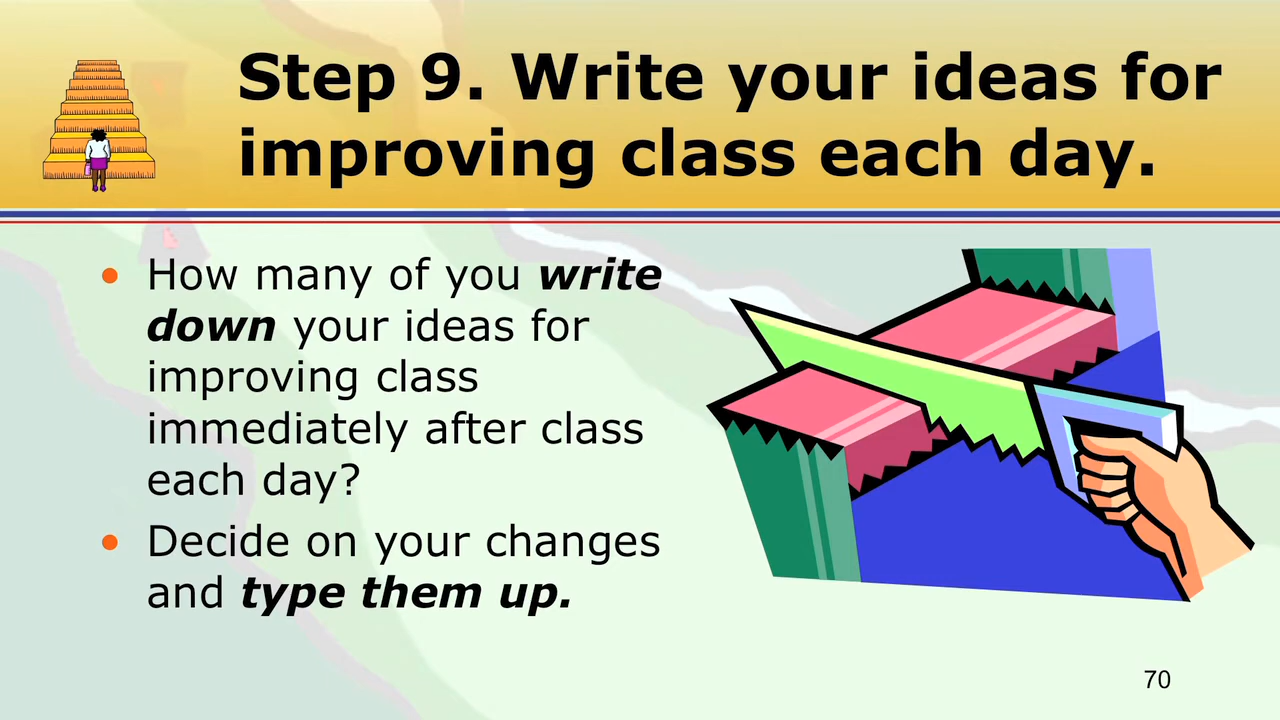 Step 9. Write your ideas for
improving class each day.
• How many of you write
down your ideas for
improving class
immediately after class
each day?
• Decide on your changes
and type them up.
70